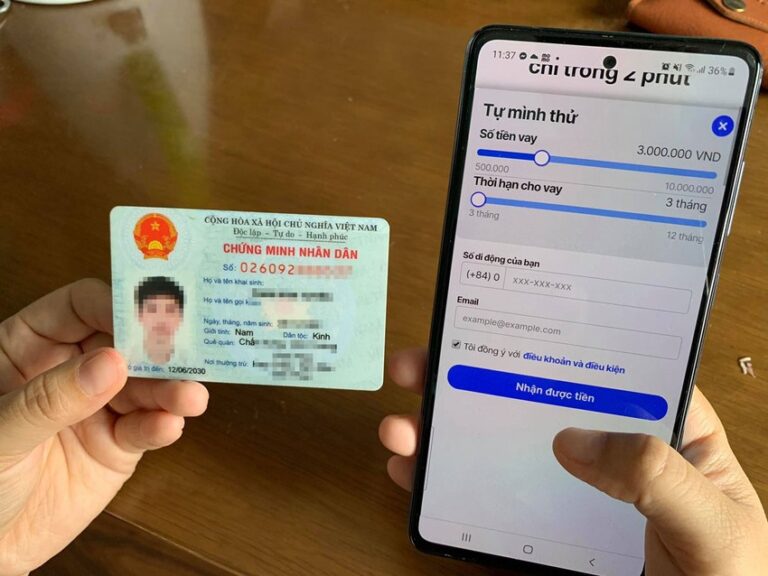 CỘNG HÒA XÃ HỘI CHỦ NGHĨA VIỆT NAM
Độc lập - Tự do - Hạnh phúc
CHỨNG MINH NHÂN DÂN
Số: 026092
Họ và tên khai sinh:
Họ và tên gọi
Ngày, tháng, năm sinh:
Giới tính: Nam Dân tộc: Kinh
Quê quán:
Nơi thường trú:
giá trị đến: 12/06/2030
11:37 36%
chỉ trong 2 phút
Tự mình thử
Số tiền vay
3.000.000 VND
500.000 10.000.000
Thời hạn cho vay
3 tháng
3 tháng 12 tháng
Số di động của bạn
(+84) 0 xxx-xxx-xxx
Email
example@example.com
Tôi đồng ý với điều khoản và điều kiện
Nhận được tiền